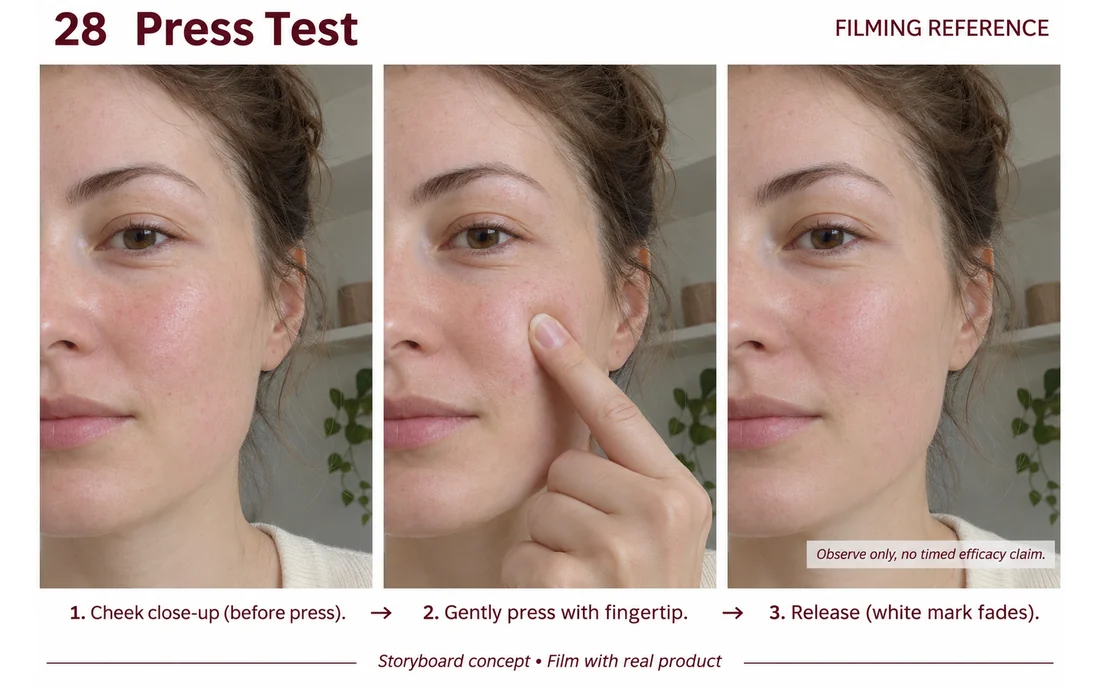 28 Press Test
FILMING REFERENCE
Observe only, no timed efficacy claim.
1. Cheek close-up (before press). → 2. Gently press with fingertip. → 3. Release (white mark fades).
Storyboard concept • Film with real product